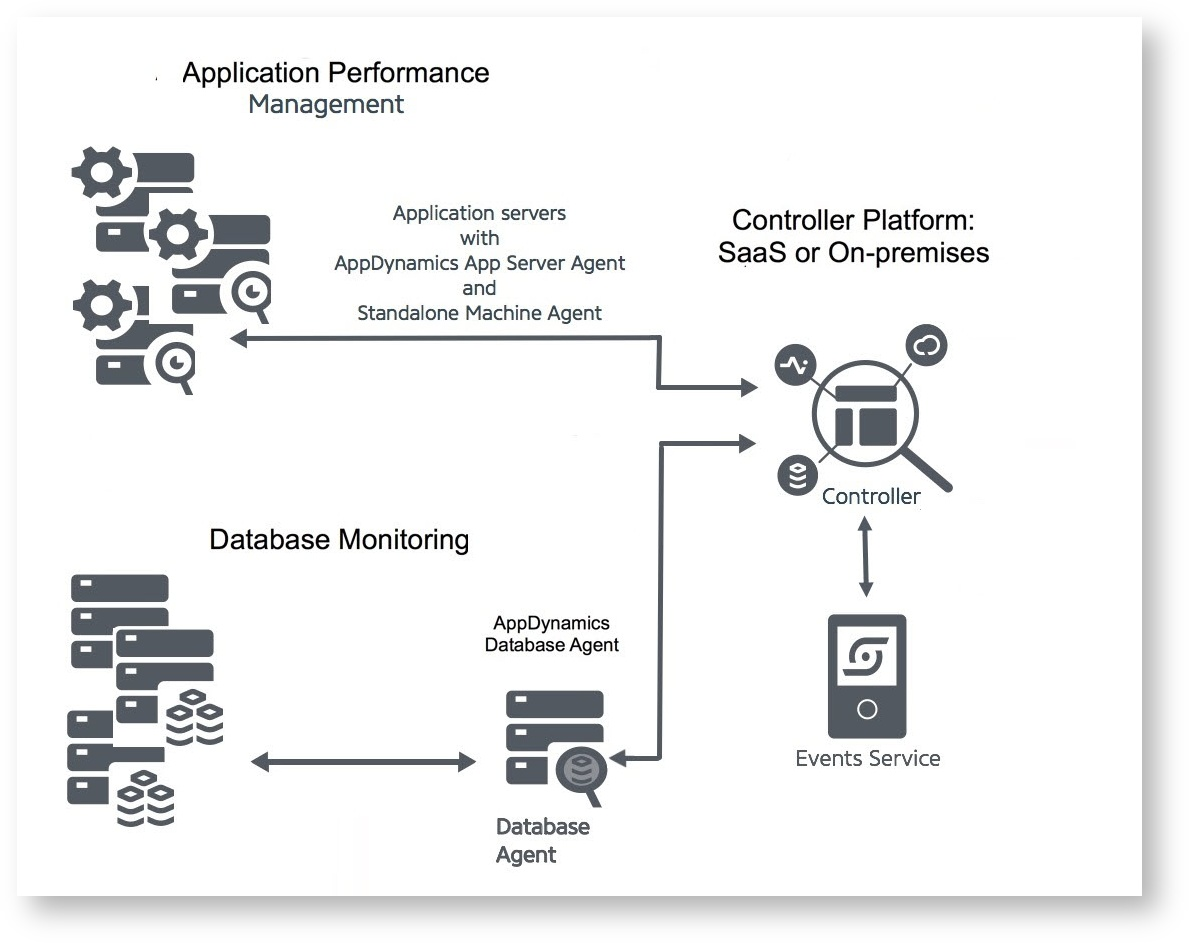 Application Performance
Management
Application servers
with
AppDynamics App Server Agent
and
Standalone Machine Agent
Controller Platform:
SaaS or On-premises
Controller
Database Monitoring
AppDynamics
Database Agent
Events Service
Database
Agent